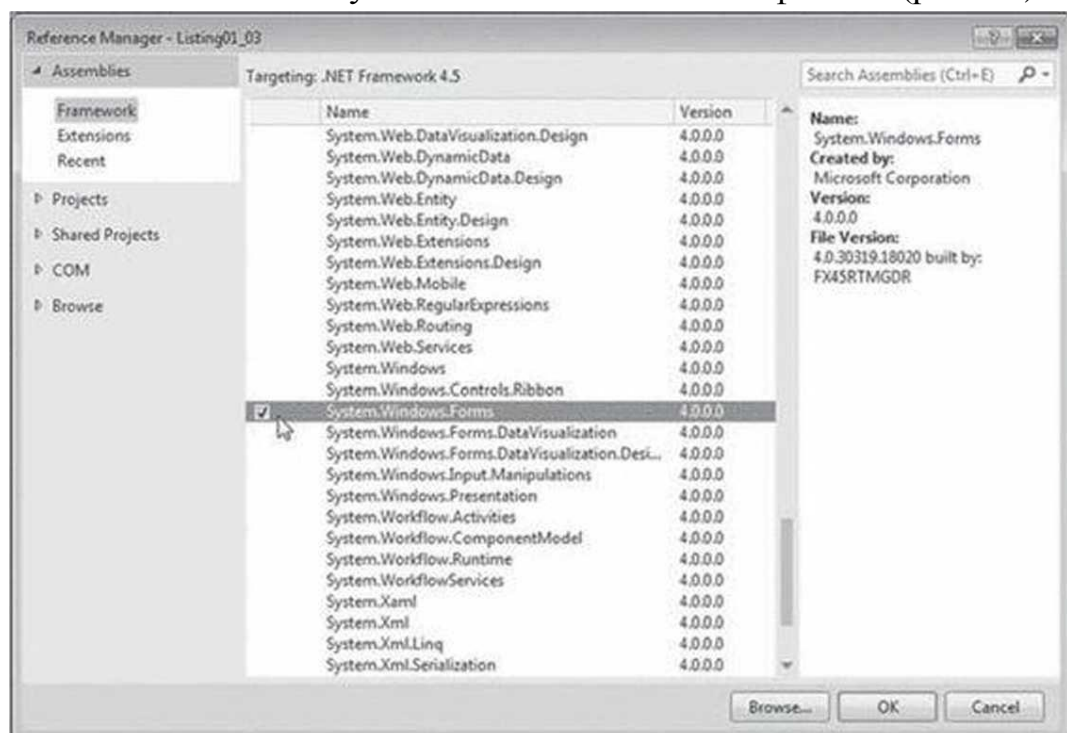 Reference Manager - Listing01_03
Assemblies
Framework
Extensions
Recent
Projects
Shared Projects
COM
Browse
Targeting: .NET Framework 4.5
Search Assemblies (Ctrl+E)
Name Version
System.Web.DataVisualization.Design 4.0.0.0
System.Web.DynamicData 4.0.0.0
System.Web.DynamicData.Design 4.0.0.0
System.Web.Entity 4.0.0.0
System.Web.Entity.Design 4.0.0.0
System.Web.Extensions 4.0.0.0
System.Web.Extensions.Design 4.0.0.0
System.Web.Mobile 4.0.0.0
System.Web.RegularExpressions 4.0.0.0
System.Web.Routing 4.0.0.0
System.Web.Services 4.0.0.0
System.Windows 4.0.0.0
System.Windows.Controls.Ribbon 4.0.0.0
System.Windows.Forms 4.0.0.0
System.Windows.Forms.DataVisualization 4.0.0.0
System.Windows.Forms.DataVisualization.Desi... 4.0.0.0
System.Windows.Input.Manipulations 4.0.0.0
System.Windows.Presentation 4.0.0.0
System.Workflow.Activities 4.0.0.0
System.Workflow.ComponentModel 4.0.0.0
System.Workflow.Runtime 4.0.0.0
System.WorkflowServices 4.0.0.0
System.Xaml 4.0.0.0
System.Xml 4.0.0.0
System.Xml.Linq 4.0.0.0
System.Xml.Serialization 4.0.0.0
Name:
System.Windows.Forms
Created by:
Microsoft Corporation
Version:
4.0.0.0
File Version:
4.0.30319.18020 built by:
FX45RTMGDR
Browse... OK Cancel